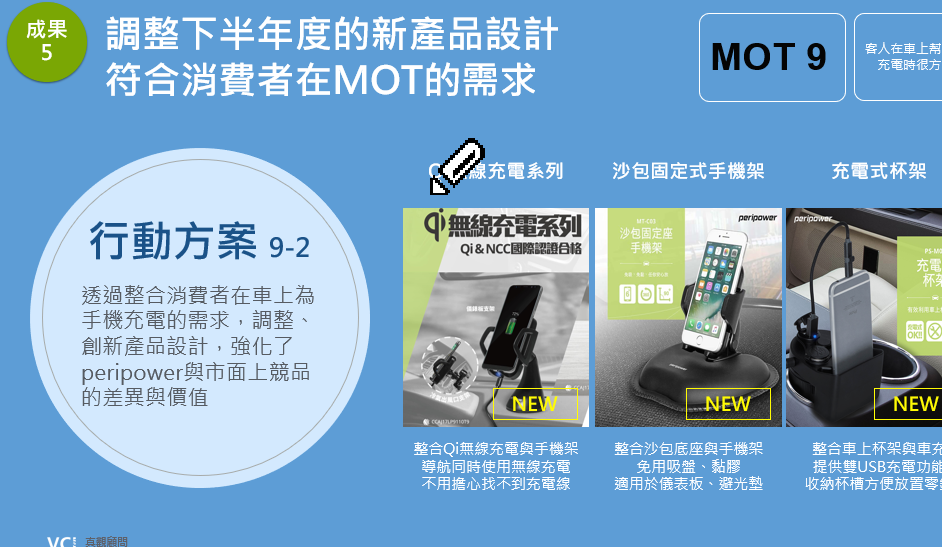 成果
5
調整下半年度的新產品設計
符合消費者在MOT的需求
MOT 9
客人在車上幫
充電時很方
行動方案 9-2
透過整合消費者在車上為
手機充電的需求，調整、
創新產品設計，強化了
peripower與市面上競品
的差異與價值
線充電系列
qi無線充電系列
Qi & NCC國際認證合格
NEW
整合Qi無線充電與手機架
導航同時使用無線充電
不用擔心找不到充電線
沙包固定式手機架
peripower
沙包固定座
手機架
NEW
整合沙包底座與手機架
免用吸盤、黏膠
適用於儀表板、避光墊
充電式杯架
peripower
充電
杯架
OK!!
NEW
整合車上杯架與車充
提供雙USB充電功能
收納杯槽方便放置零
VC
真觀顧問